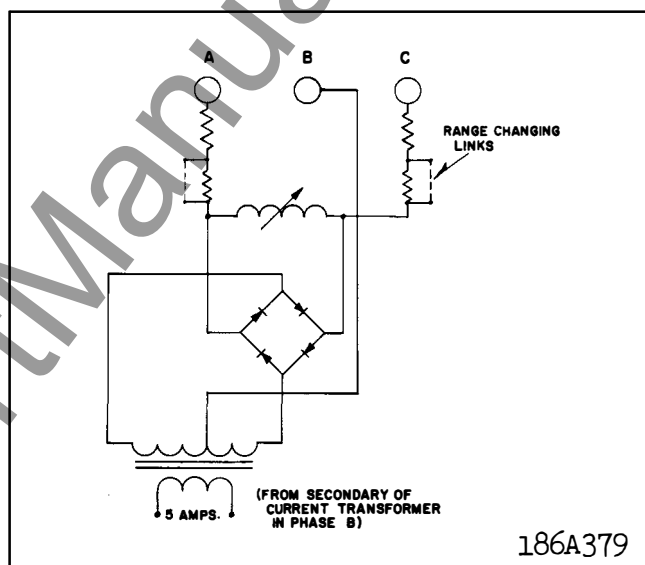 A B C
RANGE CHANGING
LINKS
5 AMPS.
(FROM SECONDARY OF
CURRENT TRANSFORMER
IN PHASE B)
186A379